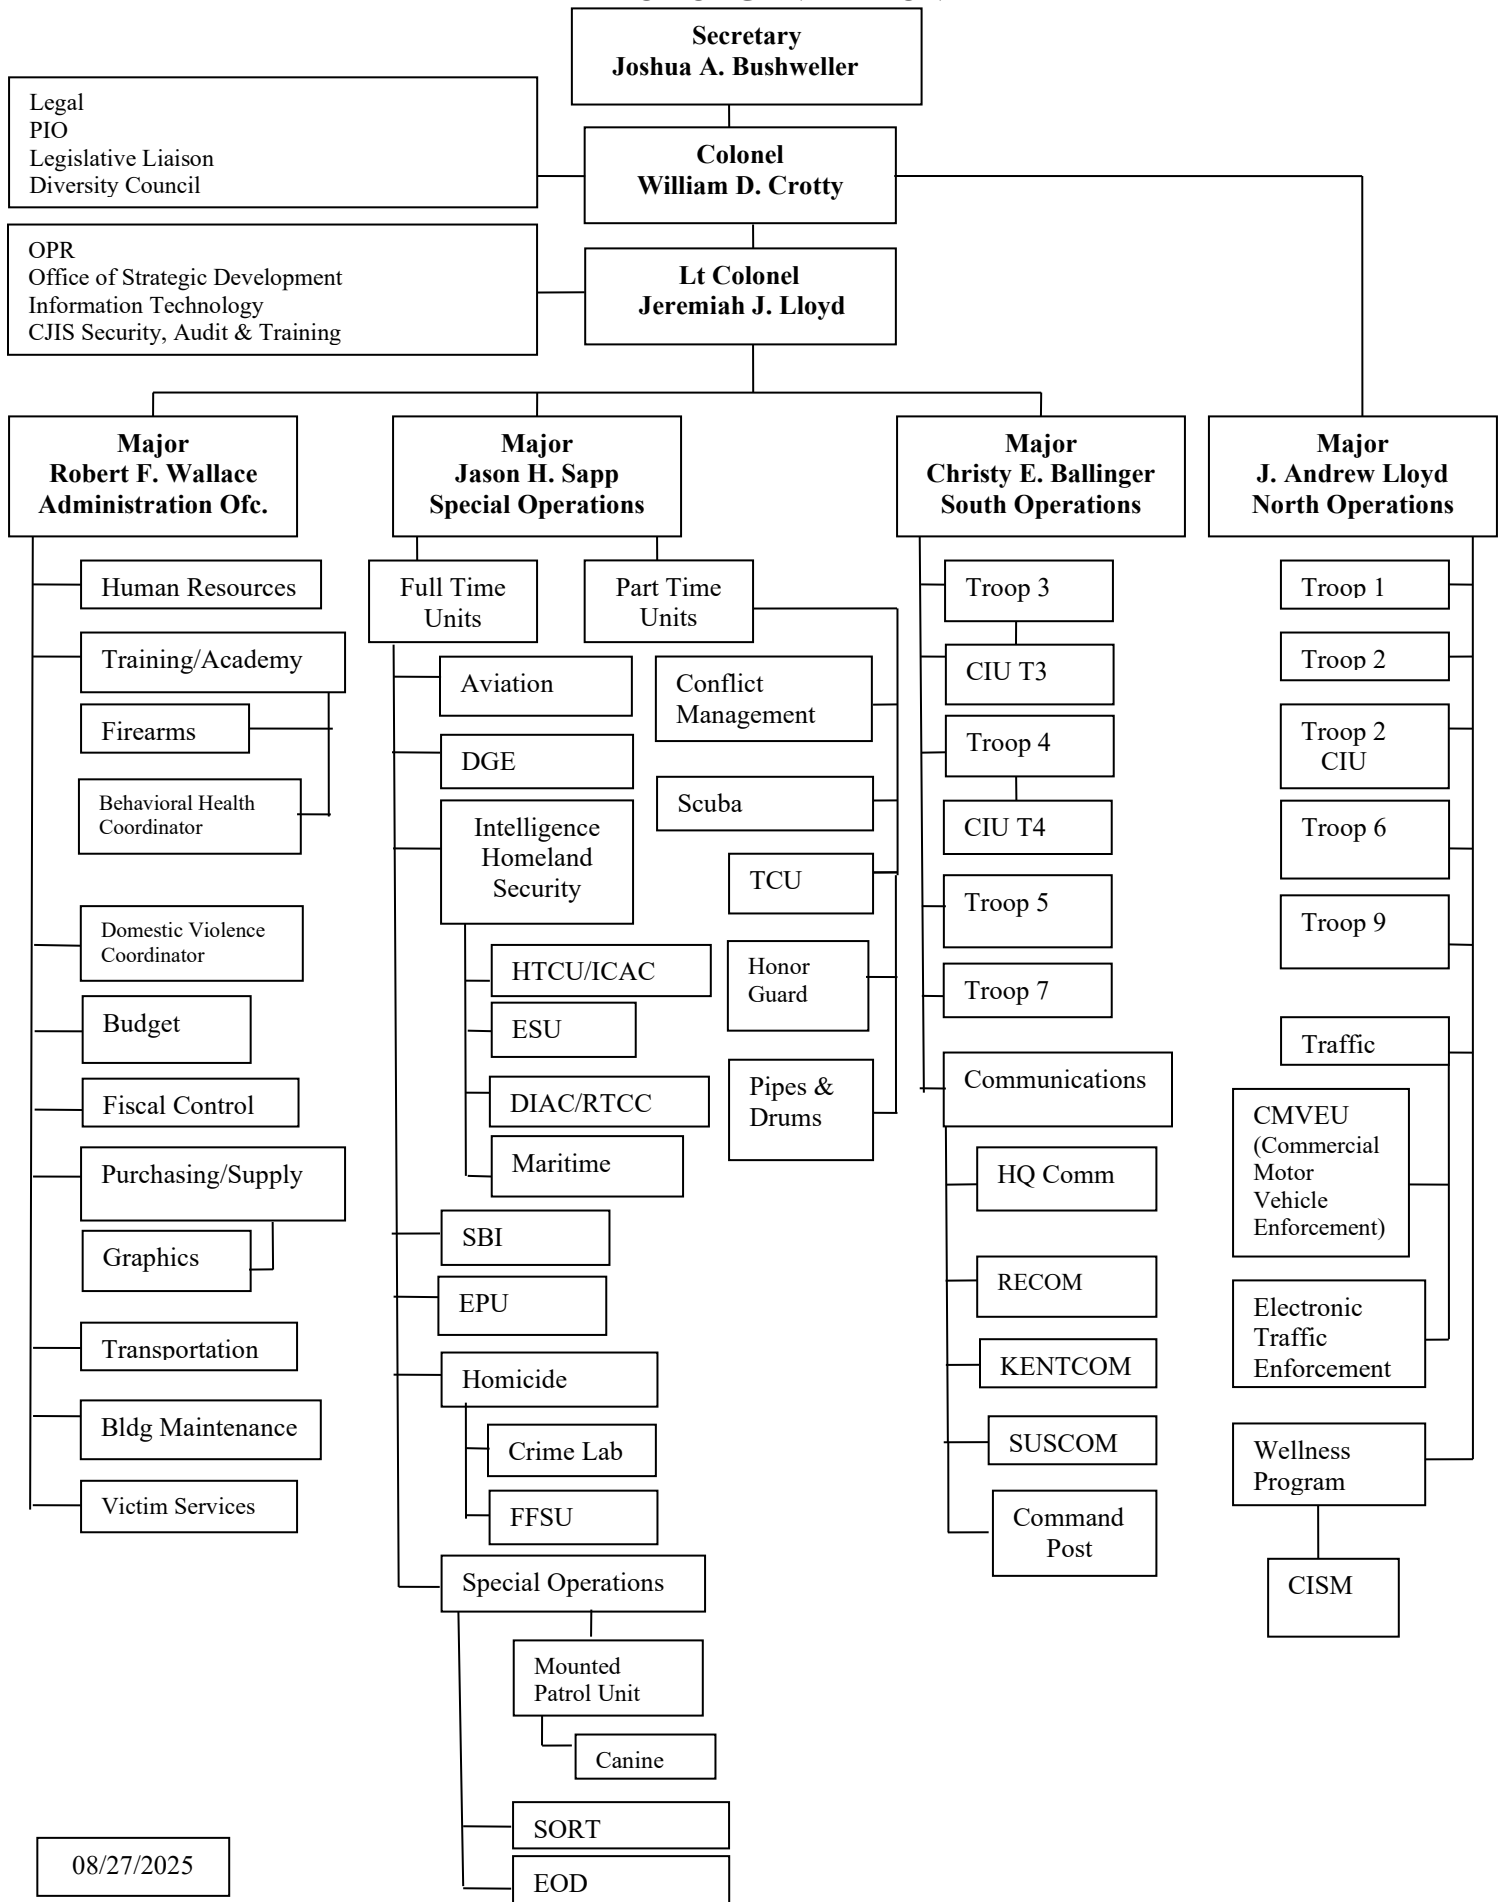 Secretary
Joshua A. Bushweller
Legal
PIO
Legislative Liaison
Diversity Council
Colonel
William D. Crotty
OPR
Office of Strategic Development
Information Technology
CJIS Security, Audit & Training
Lt Colonel
Jeremiah J. Lloyd
Major
Robert F. Wallace
Administration Ofc.
Major
Jason H. Sapp
Special Operations
Major
Christy E. Ballinger
South Operations
Major
J. Andrew Lloyd
North Operations
Human Resources
Training/Academy
Firearms
Behavioral Health
Coordinator
Domestic Violence
Coordinator
Budget
Fiscal Control
Purchasing/Supply
Graphics
Transportation
Bldg Maintenance
Victim Services
Full Time
Units
Aviation
DGE
Intelligence
Homeland
Security
HTCU/ICAC
ESU
DIAC/RTCC
Maritime
SBI
EPU
Homicide
Crime Lab
FFSU
Special Operations
Mounted
Patrol Unit
Canine
SORT
EOD
Part Time
Units
Conflict
Management
Scuba
TCU
Honor
Guard
Pipes &
Drums
Troop 3
CIU T3
Troop 4
CIU T4
Troop 5
Troop 7
Communications
HQ Comm
RECOM
KENTCOM
SUSCOM
Command
Post
Troop 1
Troop 2
Troop 2
CIU
Troop 6
Troop 9
Traffic
CMVEU
(Commercial
Motor
Vehicle
Enforcement)
Electronic
Traffic
Enforcement
Wellness
Program
CISM
08/27/2025